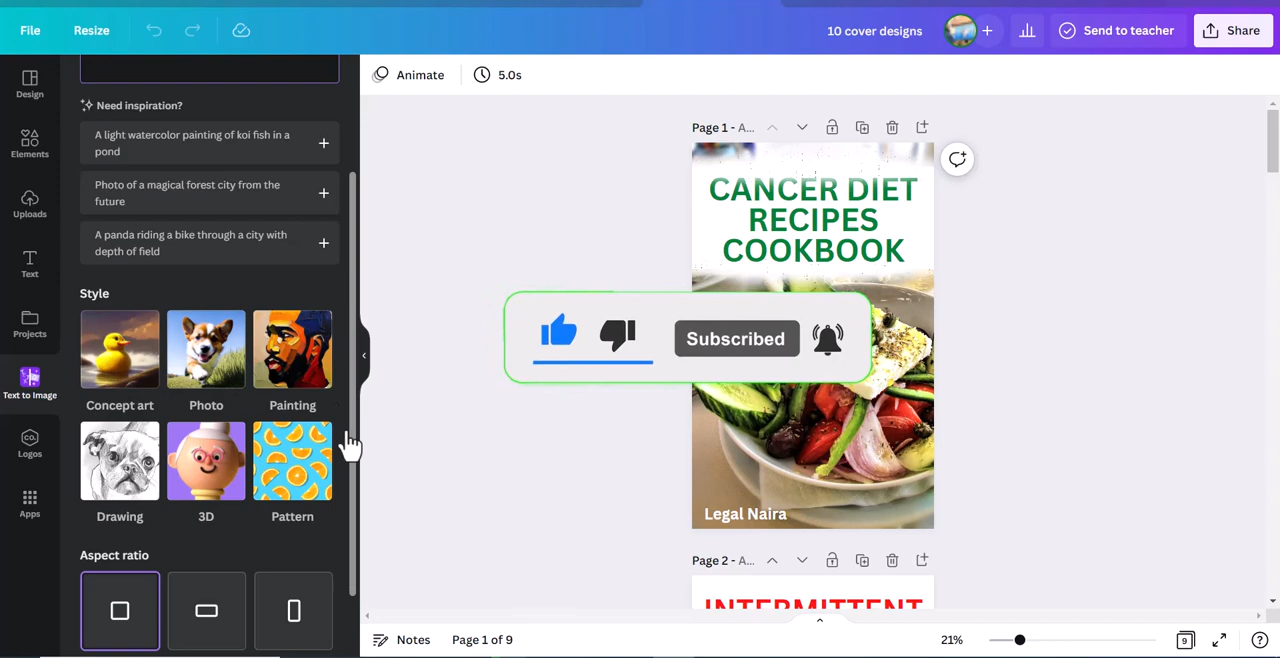 File
Resize
10 cover designs
Send to teacher
Share
Design
Elements
Uploads
Text
Projects
Text to Image
CO.
Logos
Apps
Need inspiration?
A light watercolor painting of koi fish in a
pond
Photo of a magical forest city from the
future
A panda riding a bike through a city with
depth of field
Style
Concept art
Photo
Painting
Drawing
3D
Pattern
Aspect ratio
Animate
5.0s
Page 1 - A...
CANCER DIET
RECIPES
COOKBOOK
Subscribed
Legal Naira
Page 2 - A...
INTERMITTENT
Notes
Page 1 of 9
21%
9
?